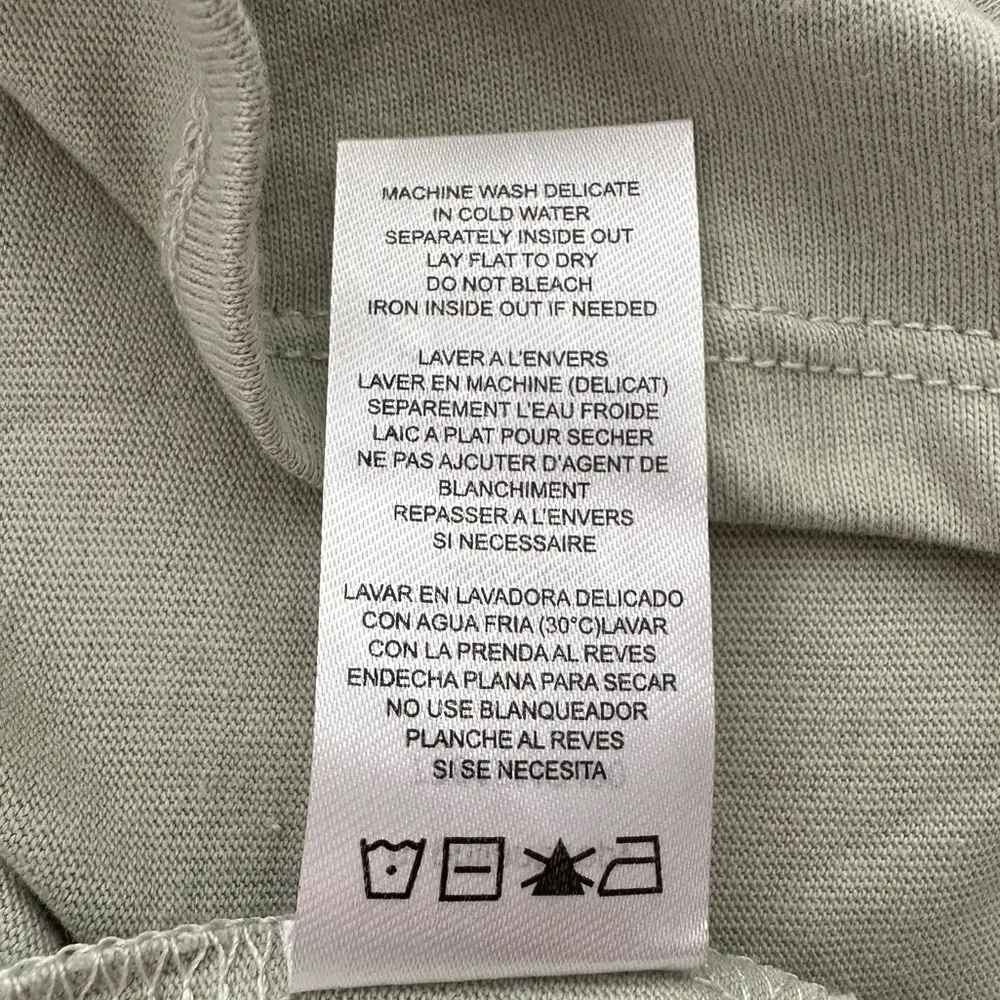 MACHINE WASH DELICATE
IN COLD WATER
SEPARATELY INSIDE OUT
LAY FLAT TO DRY
DO NOT BLEACH
IRON INSIDE OUT IF NEEDED
LAVER A L'ENVERS
LAVER EN MACHINE (DELICAT)
SEPAREMENT L'EAU FROIDE
LAIC A PLAT POUR SECHER
NE PAS AJCUTER D'AGENT DE
BLANCHIMENT
REPASSER A L'ENVERS
SI NECESSAIRE
LAVAR EN LAVADORA DELICADO
CON AGUA FRIA (30°C)LAVAR
CON LA PRENDA AL REVES
ENDECHA PLANA PARA SECAR
NO USE BLANQUEADOR
PLANCHE AL REVES
SI SE NECESITA